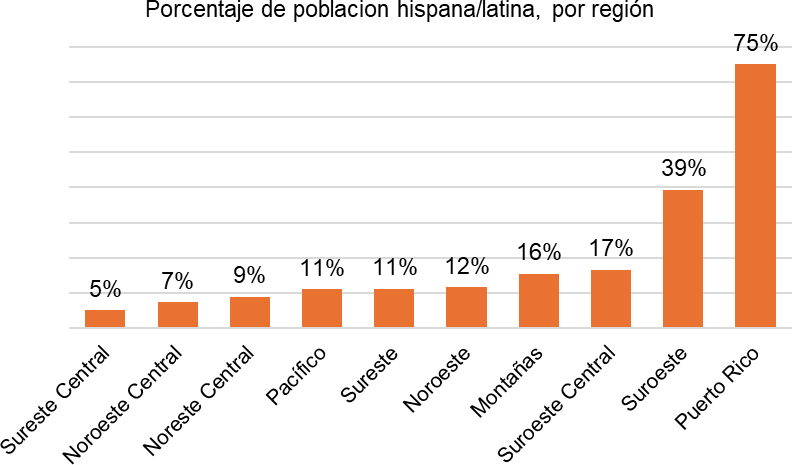 Porcentaje de poblacion hispana/latina, por región
75%
39%
17%
16%
12%
11%
11%
9%
7%
5%
Sureste Central
Noroeste Central
Noreste Central
Pacífico
Sureste
Noroeste
Montañas
Suroeste Central
Suroeste
Puerto Rico